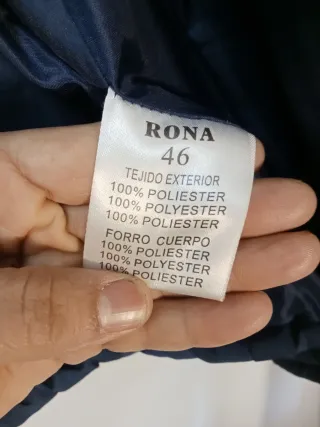 RONA
46
TEJIDO EXTERIOR
100% POLIESTER
100% POLYESTER
100% POLIESTER
FORRO CUERPO
100% POLIESTER
100% POLYESTER
100% POLIESTER